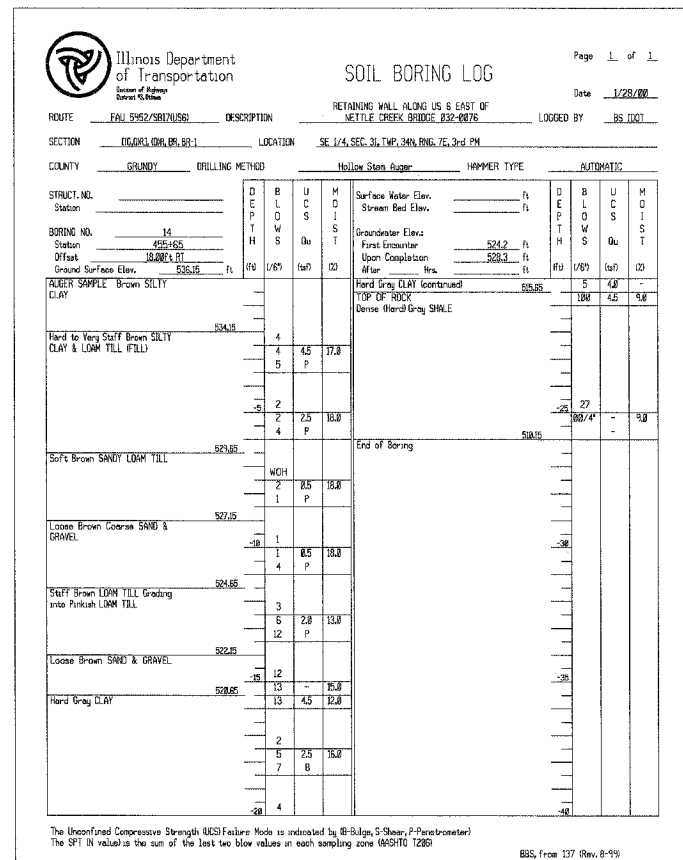 Illinois Department
of Transportation
Division of Highways
District #3, Ottawa
SOIL BORING LOG
Page 1 of 1
Date 1/28/00
ROUTE FAU 5952/SB17(US6) DESCRIPTION RETAINING WALL ALONG US 6 EAST OF
NETTLE CREEK BRIDGE 032-0076 LOGGED BY BS IDOT
SECTION BR, BR-1 LOCATION SE 1/4, SEC. 31, TWP. 34N, RNG. 7E, 3rd PM
COUNTY GRUNDY DRILLING METHOD Hollow Stem Auger HAMMER TYPE AUTOMATIC
STRUCT. NO.
Station
BORING NO. 14
Station 455+65
Offset 18.00ft RT
Ground Surface Elev. 536.15 ft
DEPTH (ft)
BLOWS (/6")
UCS Qu (tsf)
MOIST (%)
Surface Water Elev. ft
Stream Bed Elev. ft
Groundwater Elev.:
First Encounter 524.2 ft
Upon Completion 528.3 ft
After Hrs. ft
DEPTH (ft)
BLOWS (/6")
UCS Qu (tsf)
MOIST (%)
AUGER SAMPLE Brown SILTY
CLAY
534.15
Hard to Very Stiff Brown SILTY
CLAY & LOAM TILL (FILL)
4
4 4.5 17.0
5 P
-5 2
2 2.5 18.0
4 P
529.65
Soft Brown SANDY LOAM TILL
WOH
2 0.5 18.0
1 P
527.15
Loose Brown Coarse SAND &
GRAVEL
-10 1
1 0.5 18.0
4 P
524.65
Stiff Brown LOAM TILL Grading
into Pinkish LOAM TILL
3
6 2.0 13.0
12 P
522.15
Loose Brown SAND & GRAVEL
-15 12
520.65 13 - 15.0
Hard Gray CLAY 13 4.5 12.0
2
5 2.5 16.0
7 B
-20 4
Hard Gray CLAY (continued) 515.65 5 4.0 -
TOP OF ROCK 100 4.5 9.0
Dense (Hard) Gray SHALE
-25 27
00/4" - 9.0
510.15 -
End of Boring
-30
-35
-40
The Unconfined Compressive Strength (UCS) Failure Mode is indicated by (B-Bulge, S-Shear, P-Penetrometer)
The SPT (N value) is the sum of the last two blow values in each sampling zone (AASHTO T206)
BBS, from 137 (Rev. 8-99)